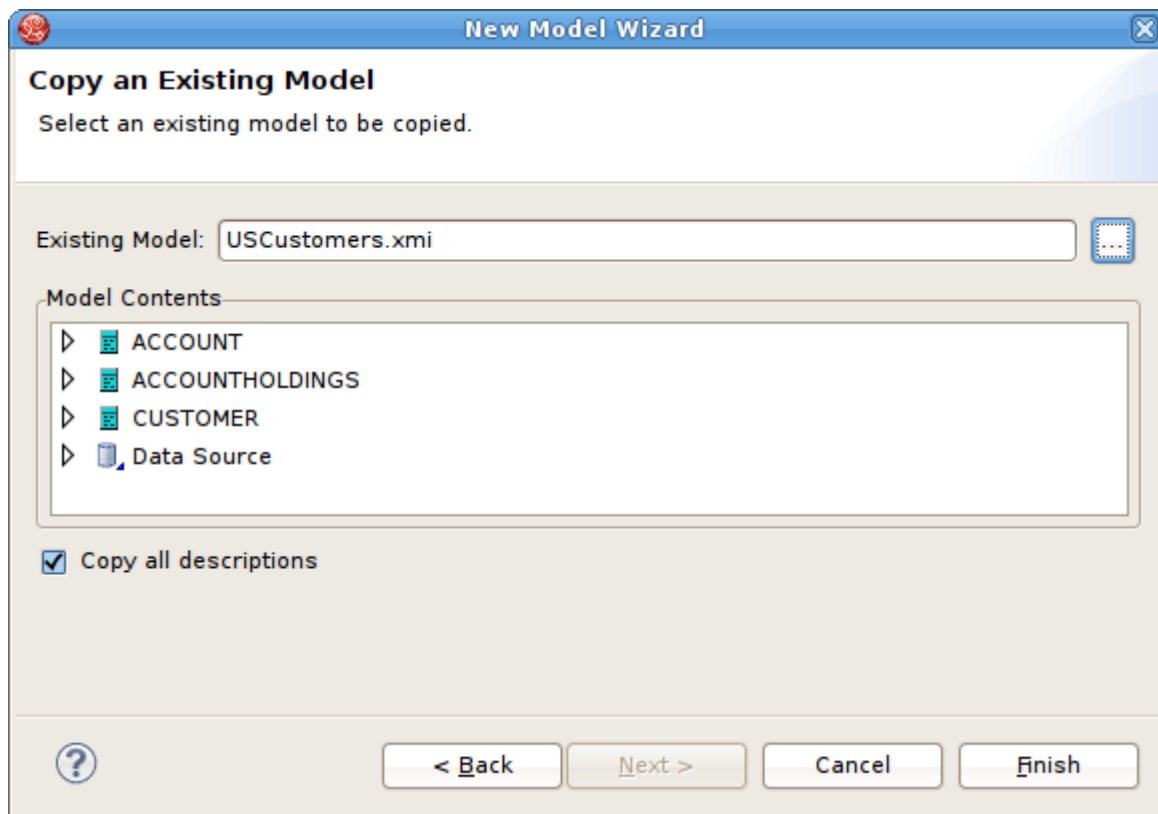 New Model Wizard
Copy an Existing Model
Select an existing model to be copied.
Existing Model: USCustomers.xmi ...
Model Contents
ACCOUNT
ACCOUNTHOLDINGS
CUSTOMER
Data Source
Copy all descriptions
? < Back Next > Cancel Finish